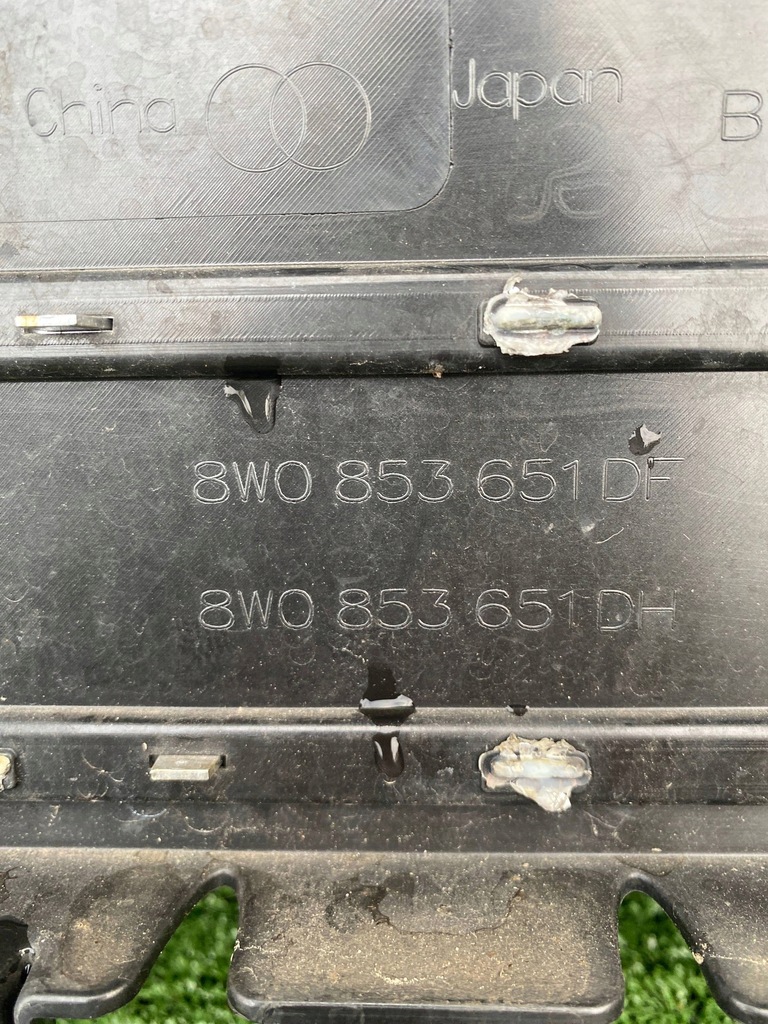 China Japan B
8W0 853 651 DF
8W0 853 651 DH